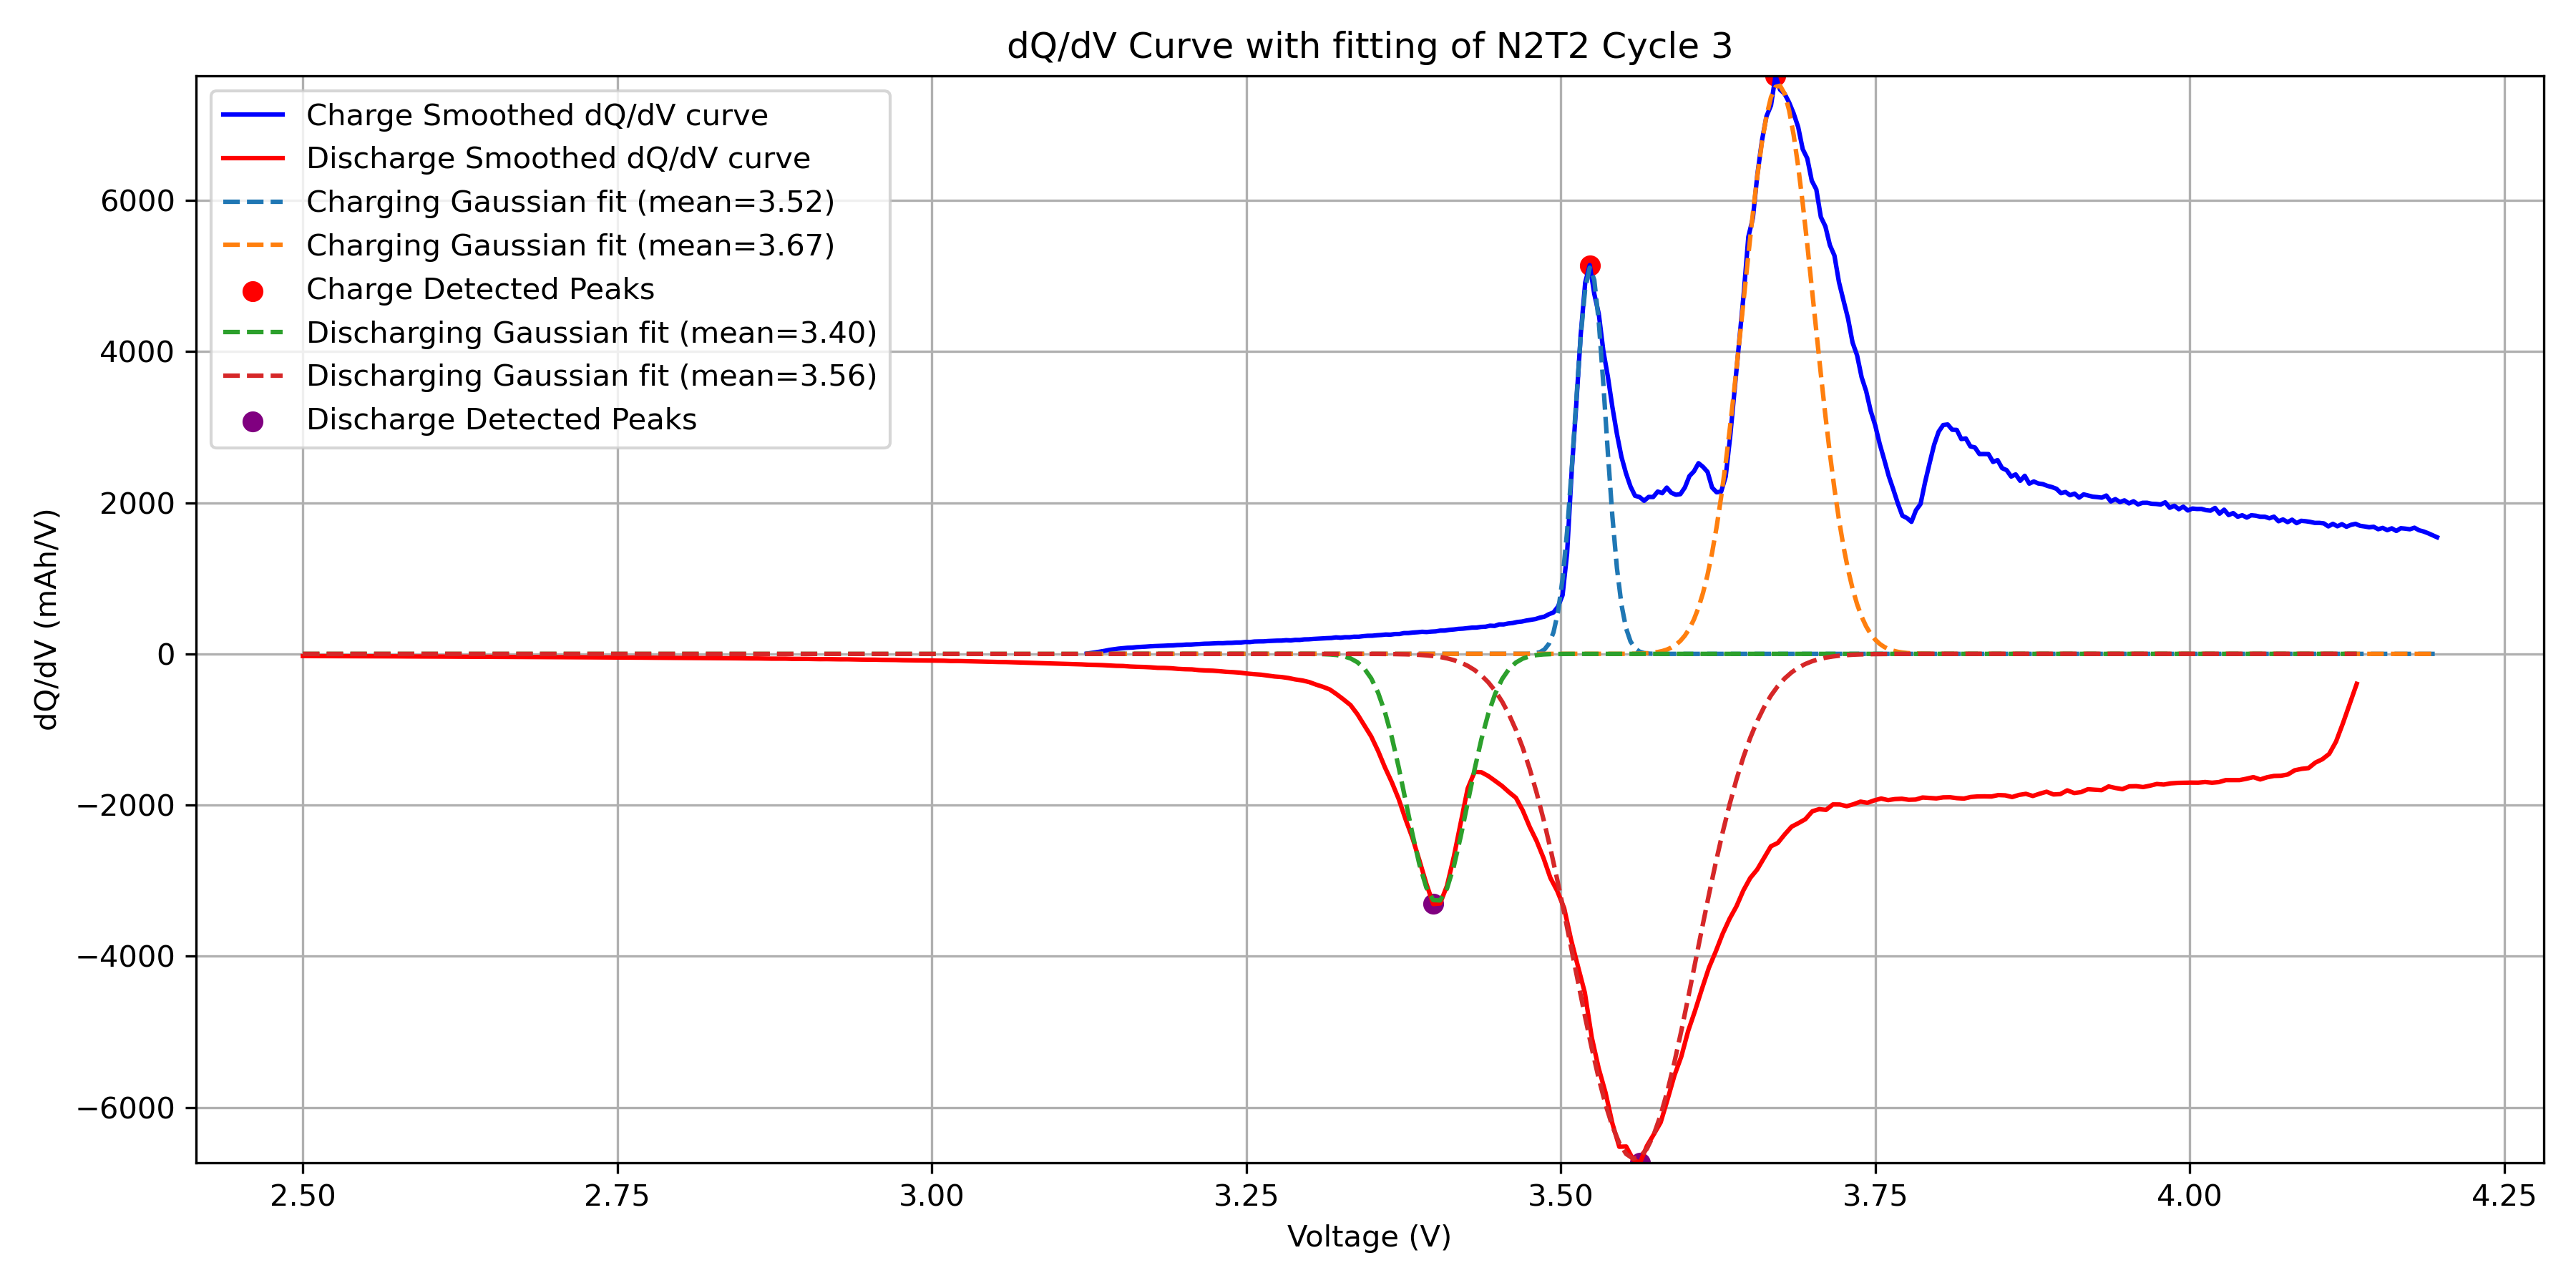 dQ/dV Curve with fitting of N2T2 Cycle 3
Charge Smoothed dQ/dV curve
Discharge Smoothed dQ/dV curve
Charging Gaussian fit (mean=3.52)
Charging Gaussian fit (mean=3.67)
Charge Detected Peaks
Discharging Gaussian fit (mean=3.40)
Discharging Gaussian fit (mean=3.56)
Discharge Detected Peaks
dQ/dV (mAh/V)
6000
4000
2000
0
−2000
−4000
−6000
2.50 2.75 3.00 3.25 3.50 3.75 4.00 4.25
Voltage (V)